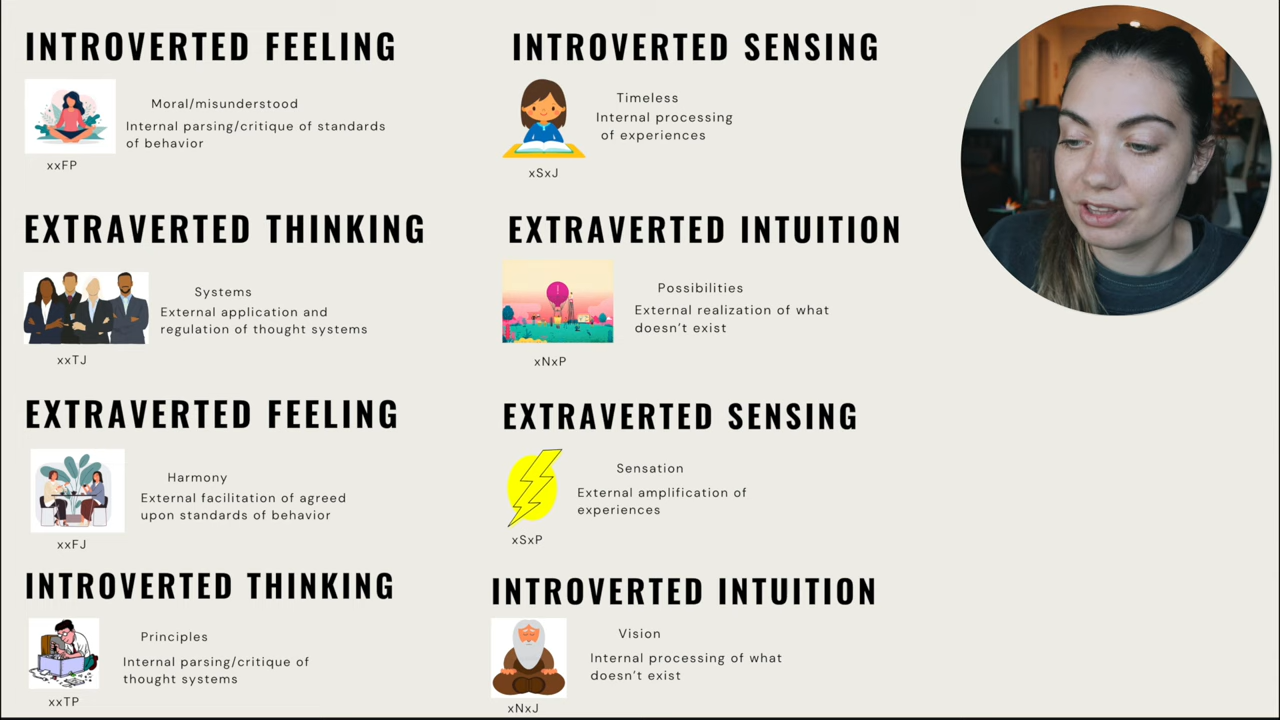 INTROVERTED FEELING
Moral/misunderstood
Internal parsing/critique of standards
of behavior
xxFP
INTROVERTED SENSING
Timeless
Internal processing
of experiences
xSxJ
EXTRAVERTED THINKING
Systems
External application and
regulation of thought systems
xxTJ
EXTRAVERTED INTUITION
Possibilities
External realization of what
doesn't exist
xNxP
EXTRAVERTED FEELING
Harmony
External facilitation of agreed
upon standards of behavior
xxFJ
EXTRAVERTED SENSING
Sensation
External amplification of
experiences
xSxP
INTROVERTED THINKING
Principles
Internal parsing/critique of
thought systems
xxTP
INTROVERTED INTUITION
Vision
Internal processing of what
doesn't exist
xNxJ